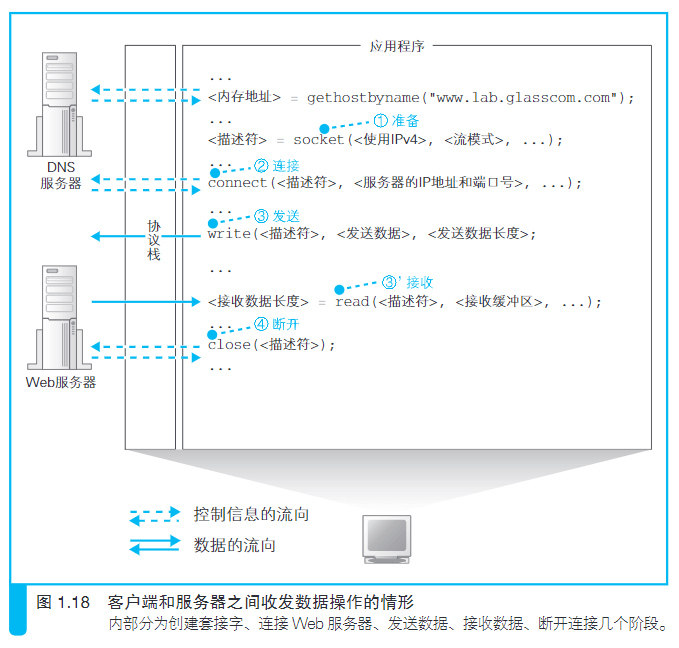 应用程序
...
<内存地址> = gethostbyname("www.lab.glasscom.com");
...
① 准备
<描述符> = socket(<使用IPv4>, <流模式>, ...);
DNS
服务器
...
② 连接
connect(<描述符>, <服务器的IP地址和端口号>, ...);
...
③ 发送
write(<描述符>, <发送数据>, <发送数据长度>;
协议栈
...
③' 接收
<接收数据长度> = read(<描述符>, <接收缓冲区>, ...);
...
④ 断开
close(<描述符>);
...
Web服务器
控制信息的流向
数据的流向
图 1.18 客户端和服务器之间收发数据操作的情形
内部分为创建套接字、连接 Web 服务器、发送数据、接收数据、断开连接几个阶段。